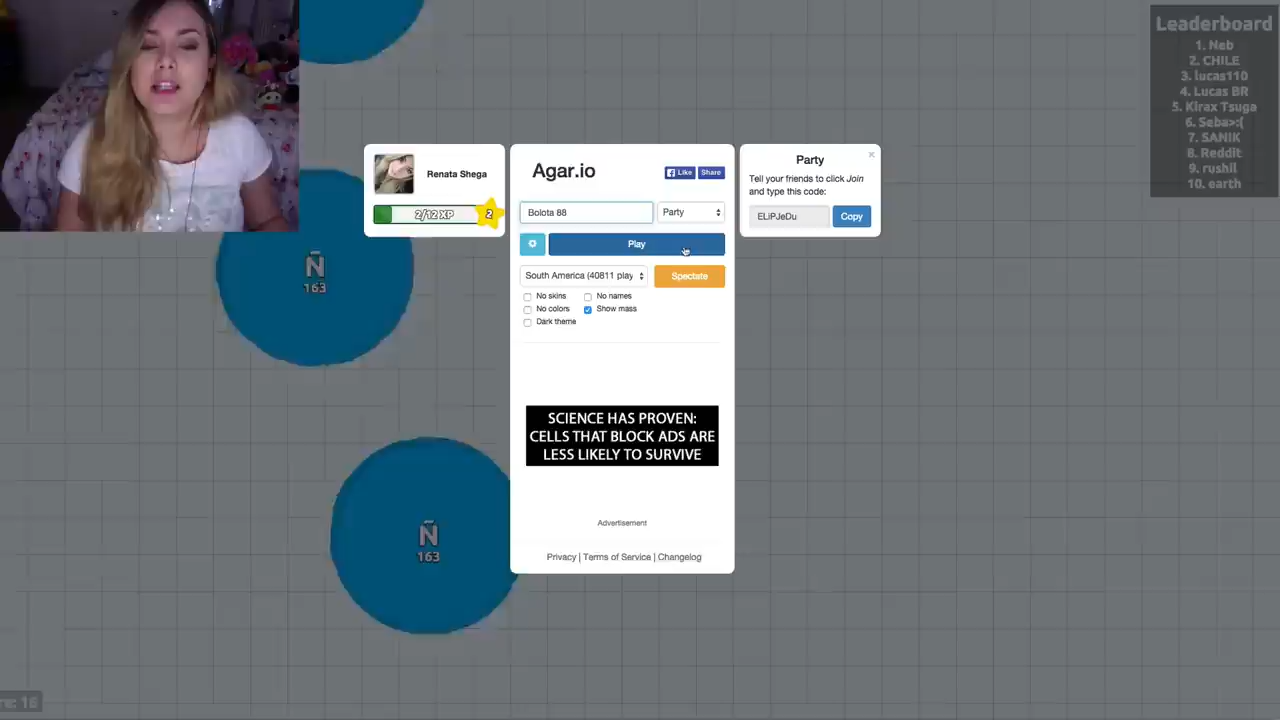 Leaderboard
1. Neb
2. CHILE
3. lucas110
4. Lucas BR
5. Kirax Tsuga
6. Seba>:(
7. SANIK
8. Reddit
9. rushil
10. earth
Renata Shega
2/12 XP
2
Agar.io
Like
Share
Bolota 88
Party
Play
South America (40811 play
Spectate
No skins
No names
No colors
Show mass
Dark theme
SCIENCE HAS PROVEN:
CELLS THAT BLOCK ADS ARE
LESS LIKELY TO SURVIVE
Advertisement
Privacy | Terms of Service | Changelog
Party
×
Tell your friends to click Join
and type this code:
ELiPJeDu
Copy
Ñ
163
Ñ
163
re: 16